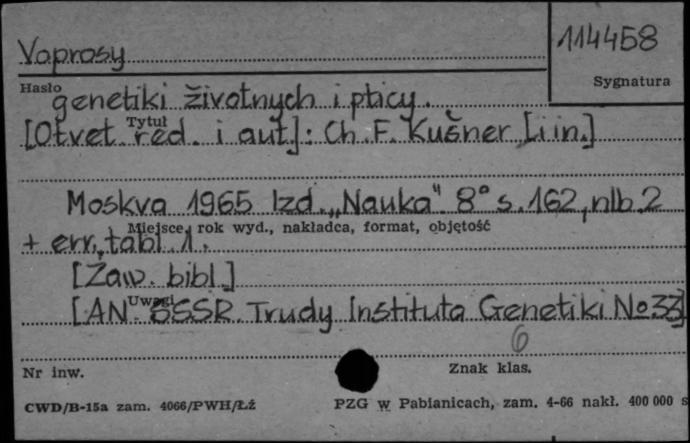 114458
Voprosy
Hasło
Sygnatura
genetiki životnych i pticy.
Tytuł
[Otvet. red. i aut]: Ch. F. Kušner [i in.]
Moskva 1965 Izd. „Nauka" 8° s. 162, nlb. 2
Miejsce, rok wyd., nakładca, format, objętość
+ err, tabl. 1.
[Zaw. bibl.]
Uwagi
[AN. SSSR. Trudy Instituta Genetiki No 33]
6
Nr inw.
Znak klas.
CWD/B-15a zam. 4066/PWH/Łź
PZG w Pabianicach, zam. 4-66 nakł. 400 000 s